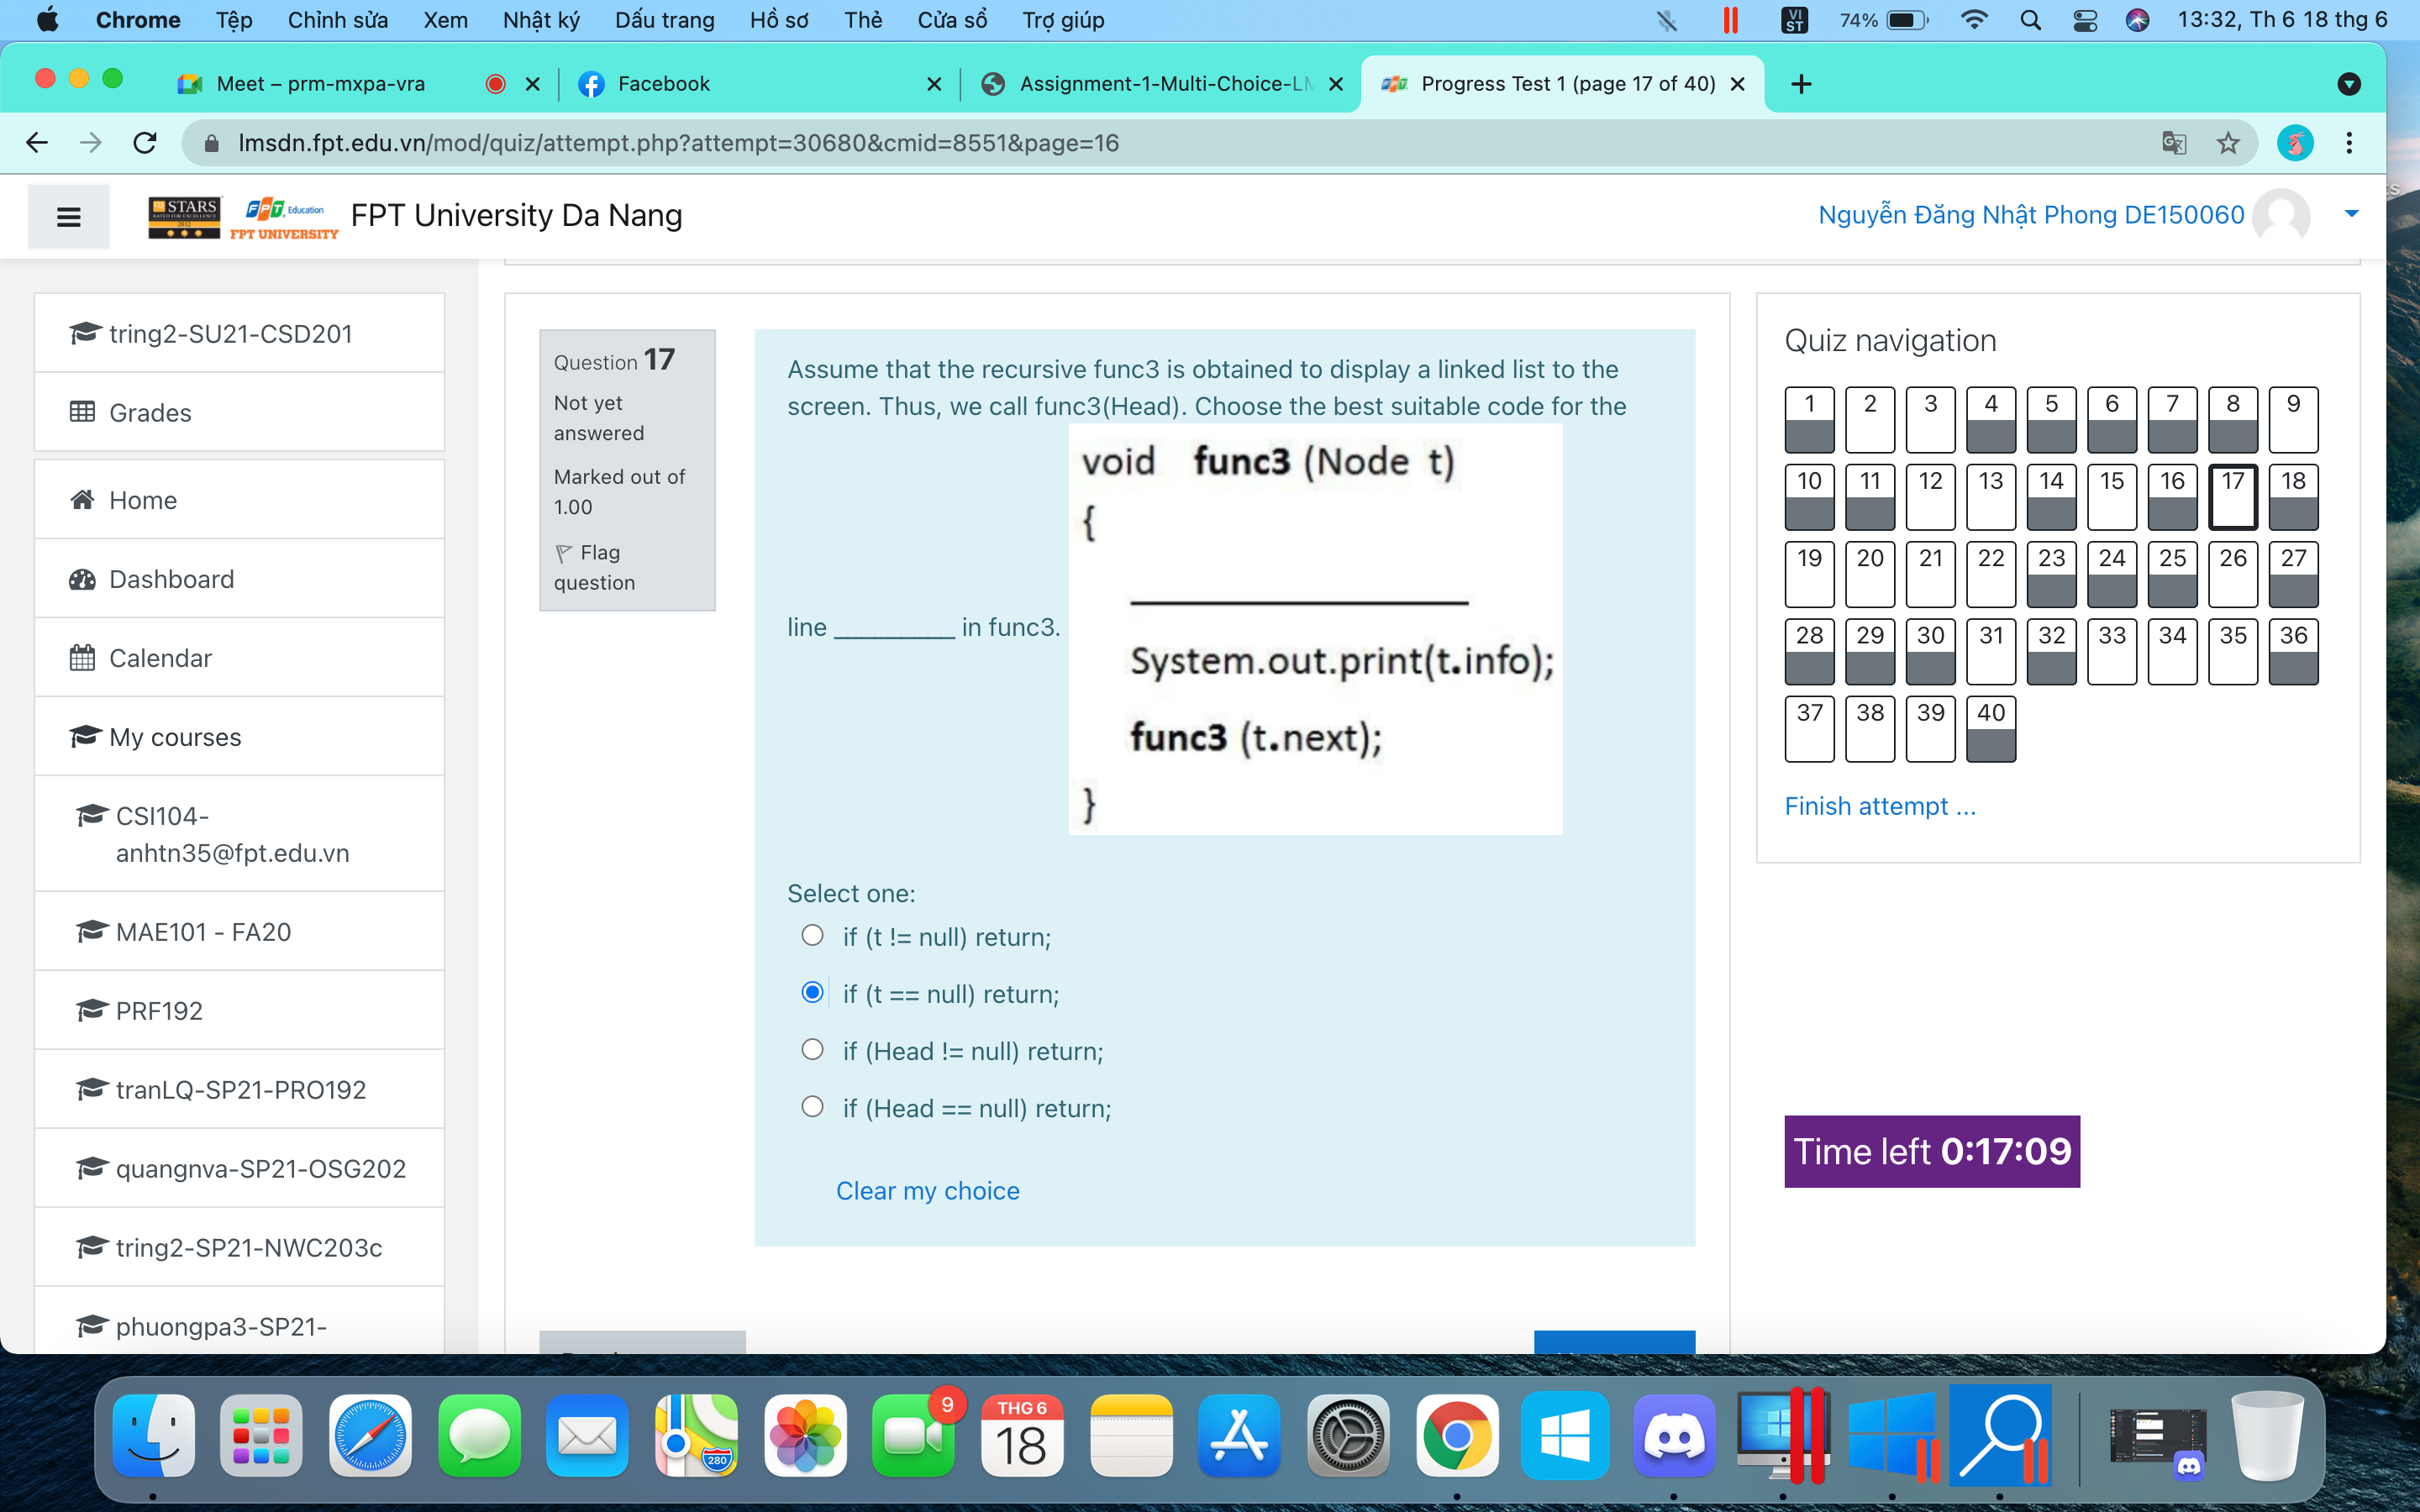 Chrome Tệp Chỉnh sửa Xem Nhật ký Dấu trang Hồ sơ Thẻ Cửa sổ Trợ giúp VI ST 74% 13:32, Th 6 18 thg 6
Meet – prm-mxpa-vra Facebook Assignment-1-Multi-Choice-LM Progress Test 1 (page 17 of 40)
lmsdn.fpt.edu.vn/mod/quiz/attempt.php?attempt=30680&cmid=8551&page=16
STARS RATED FOR EXCELLENCE 2012 FPT Education FPT UNIVERSITY FPT University Da Nang Nguyễn Đăng Nhật Phong DE150060
tring2-SU21-CSD201
Grades
Home
Dashboard
Calendar
My courses
CSI104-
anhtn35@fpt.edu.vn
MAE101 - FA20
PRF192
tranLQ-SP21-PRO192
quangnva-SP21-OSG202
tring2-SP21-NWC203c
phuongpa3-SP21-
Question 17
Not yet
answered
Marked out of
1.00
Flag
question
Assume that the recursive func3 is obtained to display a linked list to the
screen. Thus, we call func3(Head). Choose the best suitable code for the
line _________ in func3.
void func3 (Node t)
{
System.out.print(t.info);
func3 (t.next);
}
Select one:
if (t != null) return;
if (t == null) return;
if (Head != null) return;
if (Head == null) return;
Clear my choice
Quiz navigation
1 2 3 4 5 6 7 8 9
10 11 12 13 14 15 16 17 18
19 20 21 22 23 24 25 26 27
28 29 30 31 32 33 34 35 36
37 38 39 40
Finish attempt ...
Time left 0:17:09
280
9
THG 6
18